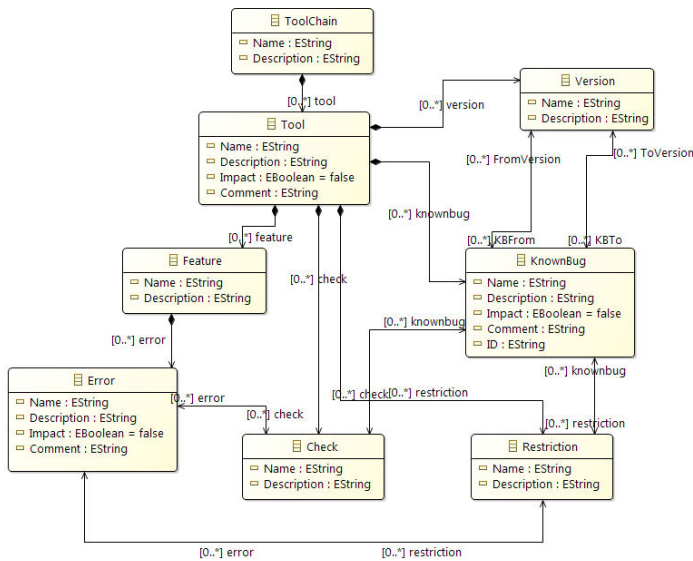 ToolChain
Name : EString
Description : EString
[0..*] tool
Tool
Name : EString
Description : EString
Impact : EBoolean = false
Comment : EString
[0..*] version
Version
Name : EString
Description : EString
[0..*] FromVersion
[0..*] ToVersion
[0..*] knownbug
[0..*] feature
[0..*] KBFrom
[0..*] KBTo
Feature
Name : EString
Description : EString
[0..*] check
KnownBug
Name : EString
Description : EString
Impact : EBoolean = false
Comment : EString
ID : EString
[0..*] knownbug
[0..*] error
[0..*] knownbug
Error
Name : EString
Description : EString
Impact : EBoolean = false
Comment : EString
[0..*] error
[0..*] check
[0..*] check
[0..*] restriction
[0..*] restriction
Check
Name : EString
Description : EString
Restriction
Name : EString
Description : EString
[0..*] error
[0..*] restriction